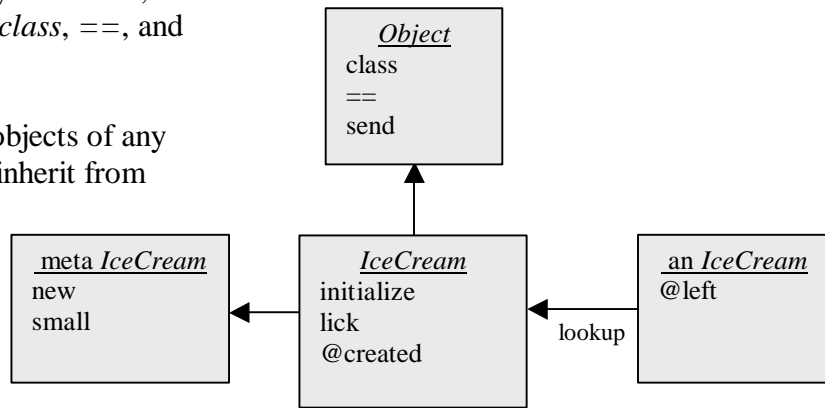 class, ==, and
objects of any
inherit from
Object
class
==
send
meta IceCream
new
small
IceCream
initialize
lick
@created
an IceCream
@left
lookup